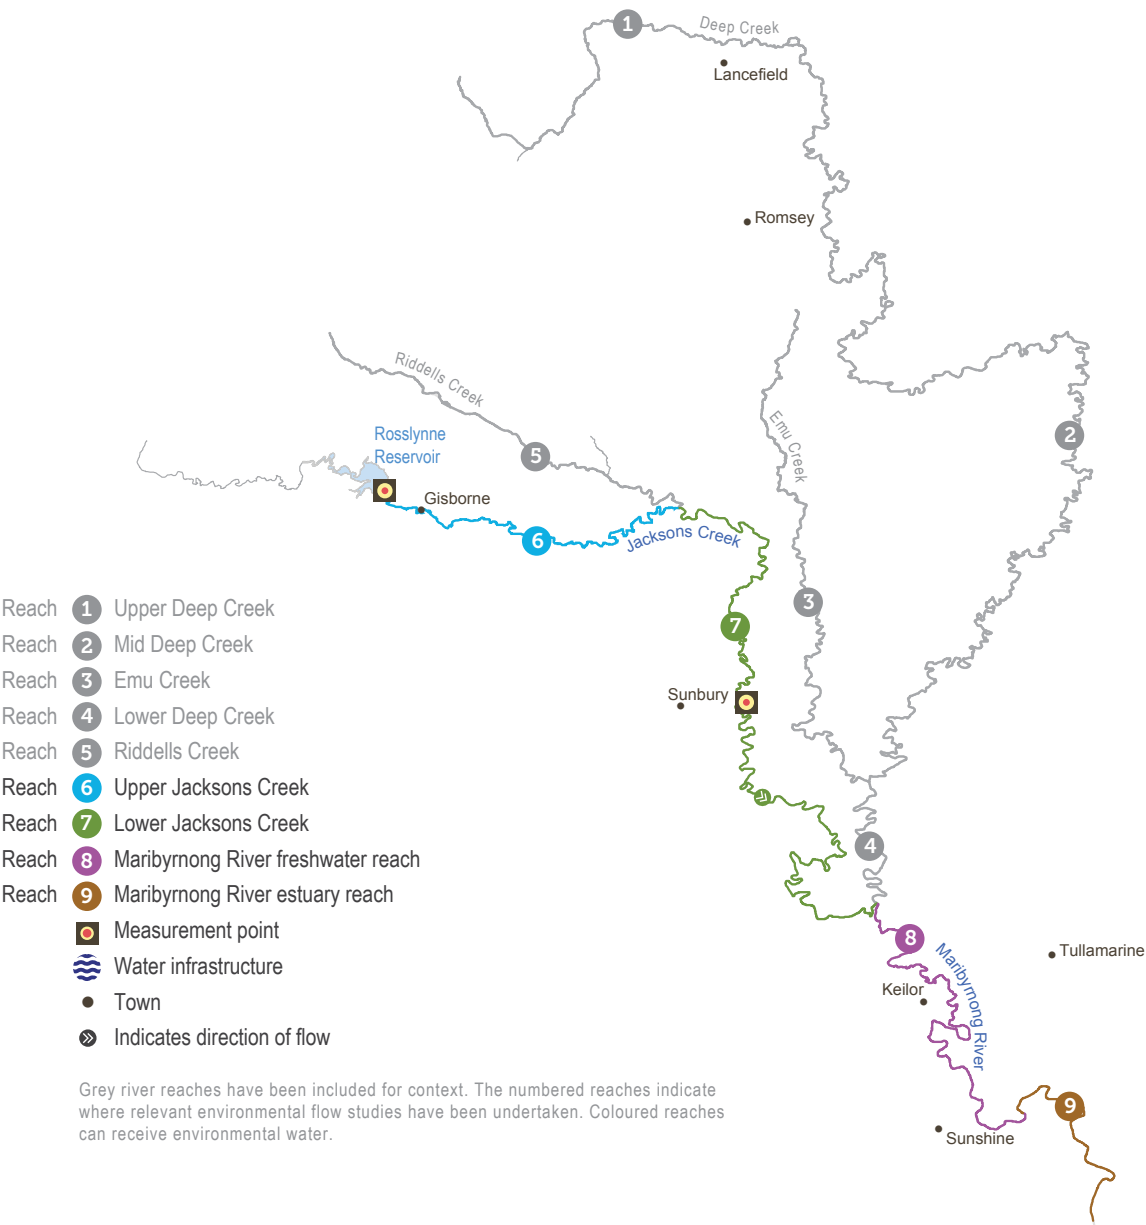 1
Deep Creek
Lancefield
Romsey
Riddells Creek
Emu Creek
2
Rosslynne
Reservoir
5
Gisborne
6
Jacksons Creek
3
7
Sunbury
4
8
Maribyrnong River
Tullamarine
Keilor
9
Sunshine
Reach 1 Upper Deep Creek
Reach 2 Mid Deep Creek
Reach 3 Emu Creek
Reach 4 Lower Deep Creek
Reach 5 Riddells Creek
Reach 6 Upper Jacksons Creek
Reach 7 Lower Jacksons Creek
Reach 8 Maribyrnong River freshwater reach
Reach 9 Maribyrnong River estuary reach
Measurement point
Water infrastructure
Town
Indicates direction of flow
Grey river reaches have been included for context. The numbered reaches indicate
where relevant environmental flow studies have been undertaken. Coloured reaches
can receive environmental water.